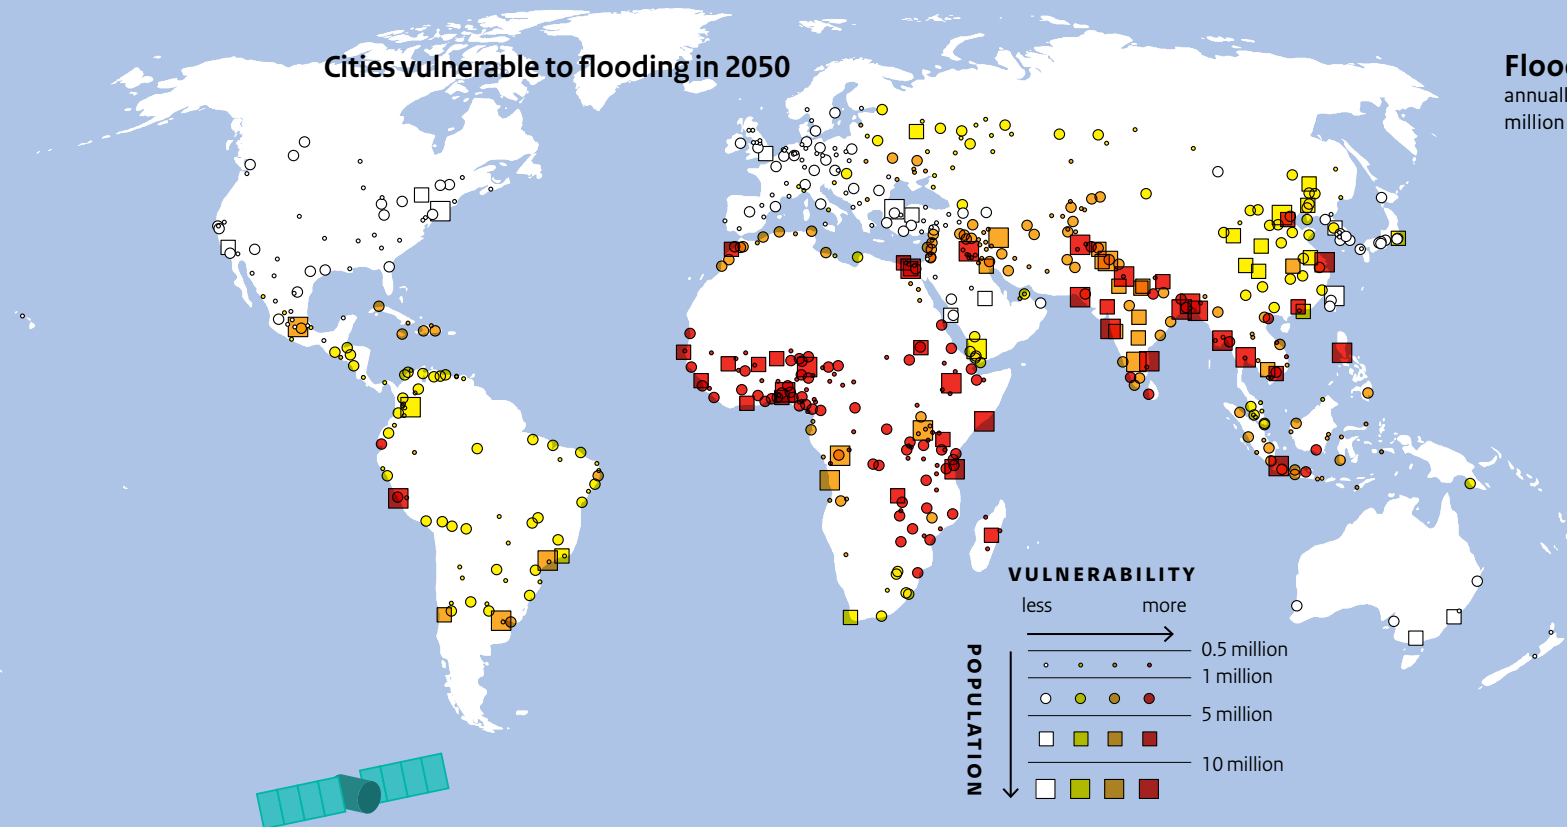 Cities vulnerable to flooding in 2050
annuall
million
VULNERABILITY
less more
POPULATION
0.5 million
1 million
5 million
10 million